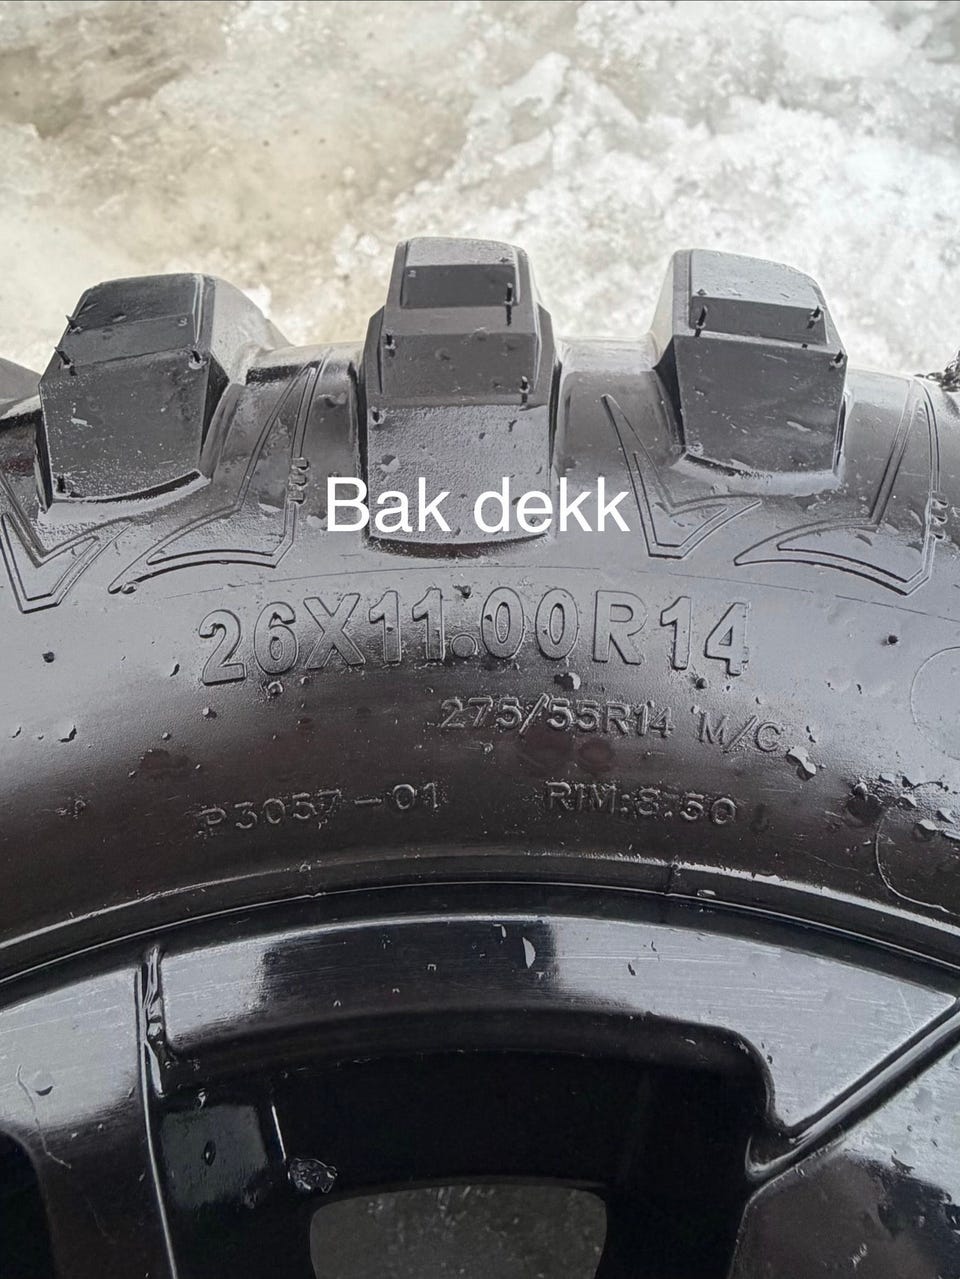 Bak dekk
26X11.00R14
275/55R14 M/C
P3057-01 RIM:8.50